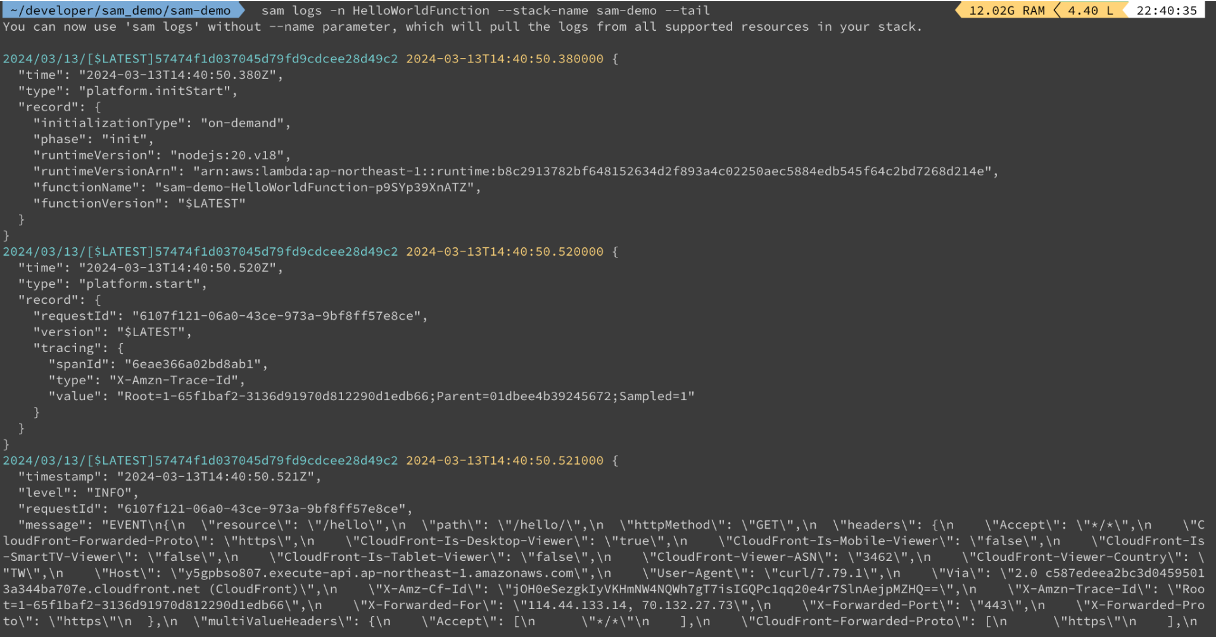 ~/developer/sam_demo/sam-demo sam logs -n HelloWorldFunction --stack-name sam-demo --tail 12.02G RAM 4.40 L 22:40:35
You can now use 'sam logs' without --name parameter, which will pull the logs from all supported resources in your stack.
2024/03/13/[$LATEST]57474f1d037045d79fd9cdcee28d49c2 2024-03-13T14:40:50.380000 {
  "time": "2024-03-13T14:40:50.380Z",
  "type": "platform.initStart",
  "record": {
    "initializationType": "on-demand",
    "phase": "init",
    "runtimeVersion": "nodejs:20.v18",
    "runtimeVersionArn": "arn:aws:lambda:ap-northeast-1::runtime:b8c2913782bf648152634d2f893a4c02250aec5884edb545f64c2bd7268d214e",
    "functionName": "sam-demo-HelloWorldFunction-p9SYp39XnATZ",
    "functionVersion": "$LATEST"
  }
}
2024/03/13/[$LATEST]57474f1d037045d79fd9cdcee28d49c2 2024-03-13T14:40:50.520000 {
  "time": "2024-03-13T14:40:50.520Z",
  "type": "platform.start",
  "record": {
    "requestId": "6107f121-06a0-43ce-973a-9bf8ff57e8ce",
    "version": "$LATEST",
    "tracing": {
      "spanId": "6eae366a02bd8ab1",
      "type": "X-Amzn-Trace-Id",
      "value": "Root=1-65f1baf2-3136d91970d812290d1edb66;Parent=01dbee4b39245672;Sampled=1"
    }
  }
}
2024/03/13/[$LATEST]57474f1d037045d79fd9cdcee28d49c2 2024-03-13T14:40:50.521000 {
  "timestamp": "2024-03-13T14:40:50.521Z",
  "level": "INFO",
  "requestId": "6107f121-06a0-43ce-973a-9bf8ff57e8ce",
  "message": "EVENT\n{\n  \"resource\": \"/hello\",\n  \"path\": \"/hello/\",\n  \"httpMethod\": \"GET\",\n  \"headers\": {\n    \"Accept\": \"*/*\",\n    \"C
loudFront-Forwarded-Proto\": \"https\",\n    \"CloudFront-Is-Desktop-Viewer\": \"true\",\n    \"CloudFront-Is-Mobile-Viewer\": \"false\",\n    \"CloudFront-Is
-SmartTV-Viewer\": \"false\",\n    \"CloudFront-Is-Tablet-Viewer\": \"false\",\n    \"CloudFront-Viewer-ASN\": \"3462\",\n    \"CloudFront-Viewer-Country\": \
"TW\",\n    \"Host\": \"y5gpbso807.execute-api.ap-northeast-1.amazonaws.com\",\n    \"User-Agent\": \"curl/7.79.1\",\n    \"Via\": \"2.0 c587edeea2bc3d0459501
3a344ba707e.cloudfront.net (CloudFront)\",\n    \"X-Amz-Cf-Id\": \"jOH0eSezgkIyVKHmNW4NQWh7gT7isIGQPc1qq20e4r7SlnAejpMZHQ==\",\n    \"X-Amzn-Trace-Id\": \"Roo
t=1-65f1baf2-3136d91970d812290d1edb66\",\n    \"X-Forwarded-For\": \"114.44.133.14, 70.132.27.73\",\n    \"X-Forwarded-Port\": \"443\",\n    \"X-Forwarded-Pro
to\": \"https\"\n  },\n  \"multiValueHeaders\": {\n    \"Accept\": [\n      \"*/*\"\n    ],\n    \"CloudFront-Forwarded-Proto\": [\n      \"https\"\n    ],\n